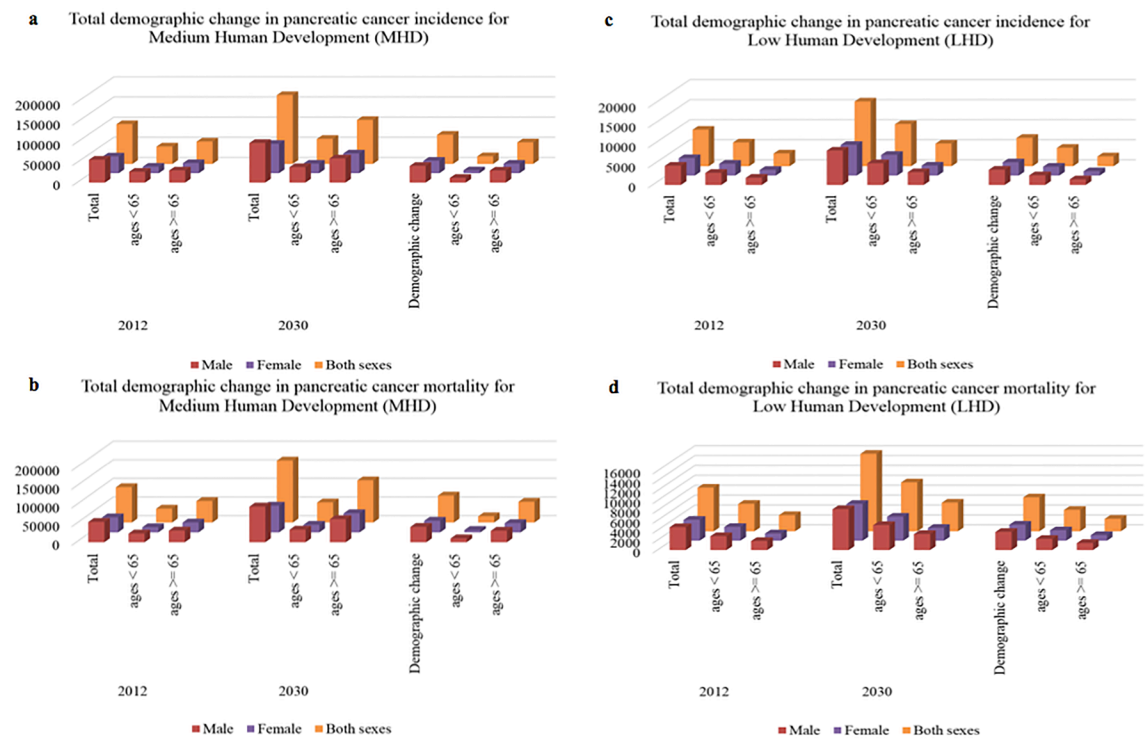 a
Total demographic change in pancreatic cancer incidence for
Medium Human Development (MHD)
200000
150000
100000
50000
0
Total
ages < 65
ages >= 65
Total
ages < 65
ages >= 65
Demographic change
ages < 65
ages >= 65
2012
2030
Male Female Both sexes
b
Total demographic change in pancreatic cancer mortality for
Medium Human Development (MHD)
200000
150000
100000
50000
0
Total
ages < 65
ages >= 65
Total
ages < 65
ages >= 65
Demographic change
ages < 65
ages >= 65
2012
2030
Male Female Both sexes
c
Total demographic change in pancreatic cancer incidence for
Low Human Development (LHD)
20000
15000
10000
5000
0
Total
ages < 65
ages >= 65
Total
ages < 65
ages >= 65
Demographic change
ages < 65
ages >= 65
2012
2030
Male Female Both sexes
d
Total demographic change in pancreatic cancer mortality for
Low Human Development (LHD)
16000
14000
12000
10000
8000
6000
4000
2000
0
Total
ages < 65
ages >= 65
Total
ages < 65
ages >= 65
Demographic change
ages < 65
ages >= 65
2012
2030
Male Female Both sexes